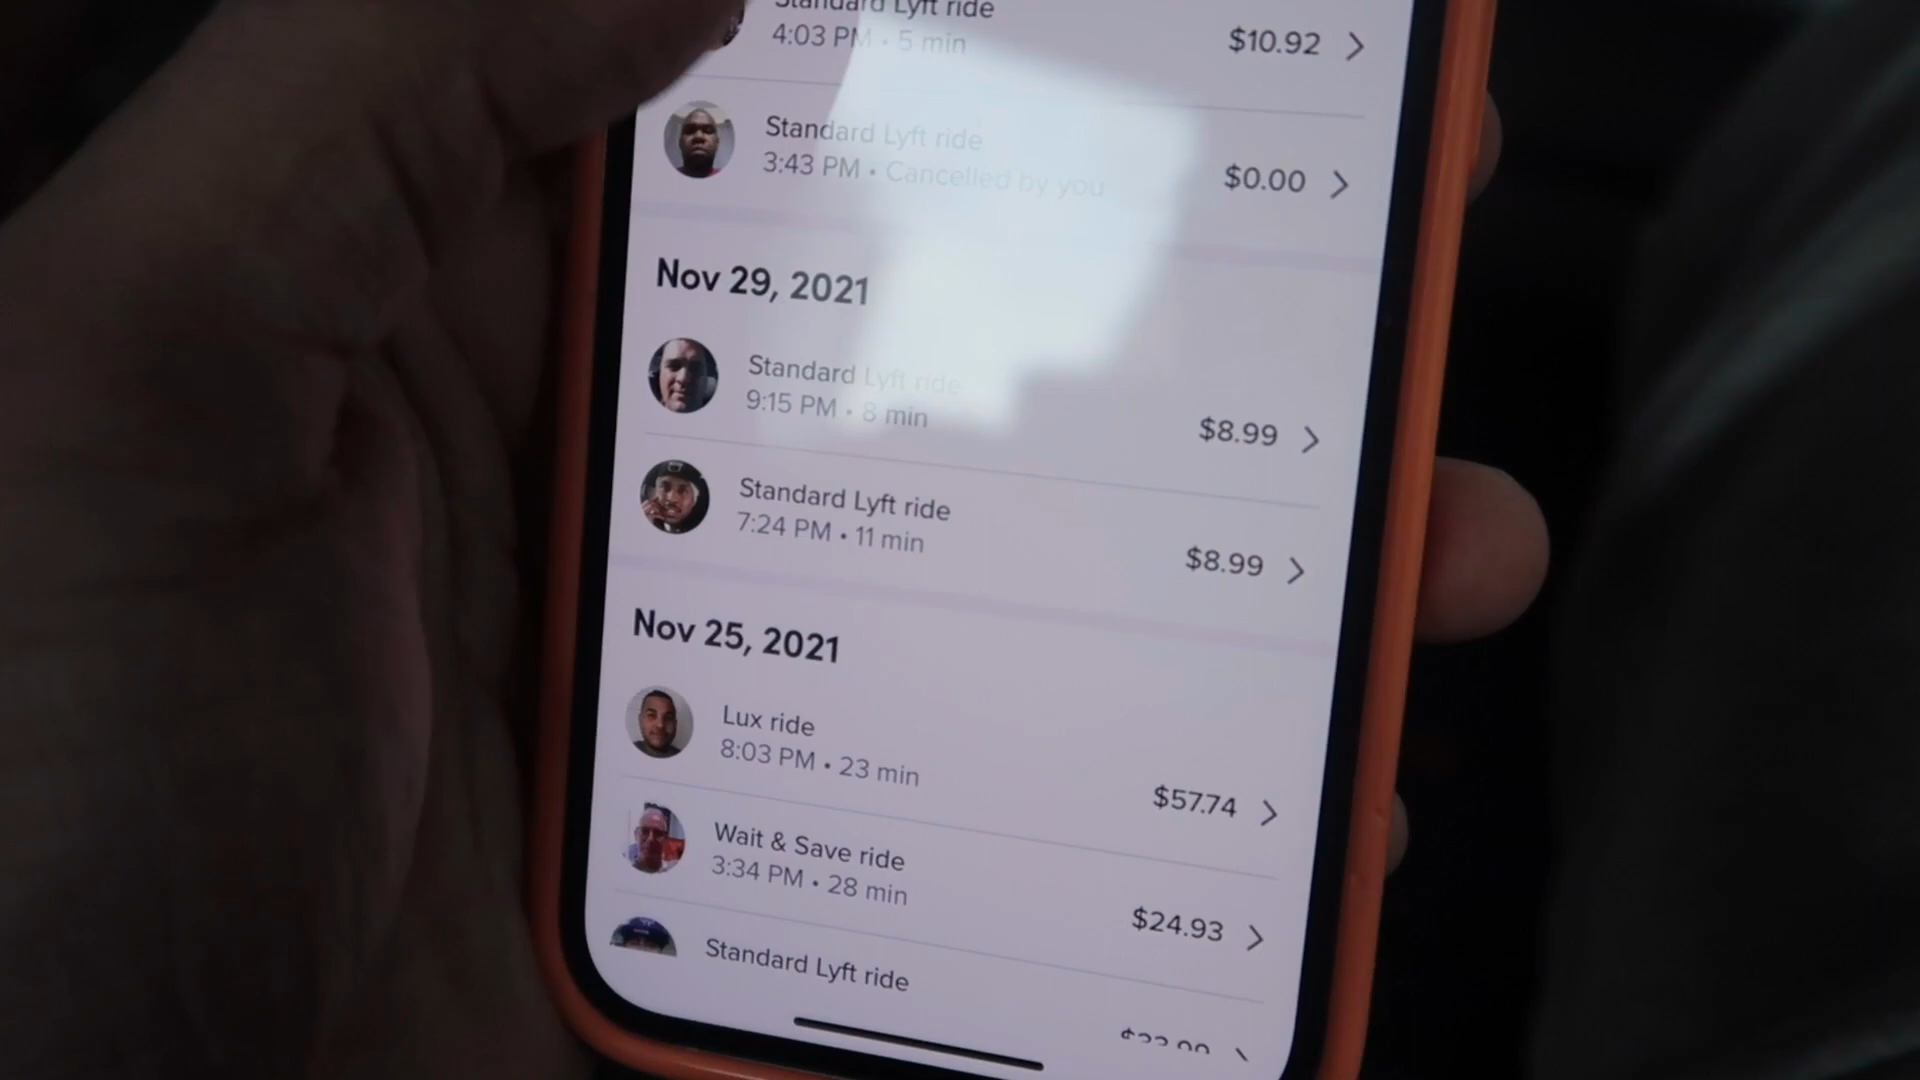 Standard Lyft ride
4:03 PM • 5 min
$10.92
Standard Lyft ride
3:43 PM • Cancelled by you
$0.00
Nov 29, 2021
Standard Lyft ride
9:15 PM • 8 min
$8.99
Standard Lyft ride
7:24 PM • 11 min
$8.99
Nov 25, 2021
Lux ride
8:03 PM • 23 min
$57.74
Wait & Save ride
3:34 PM • 28 min
$24.93
Standard Lyft ride